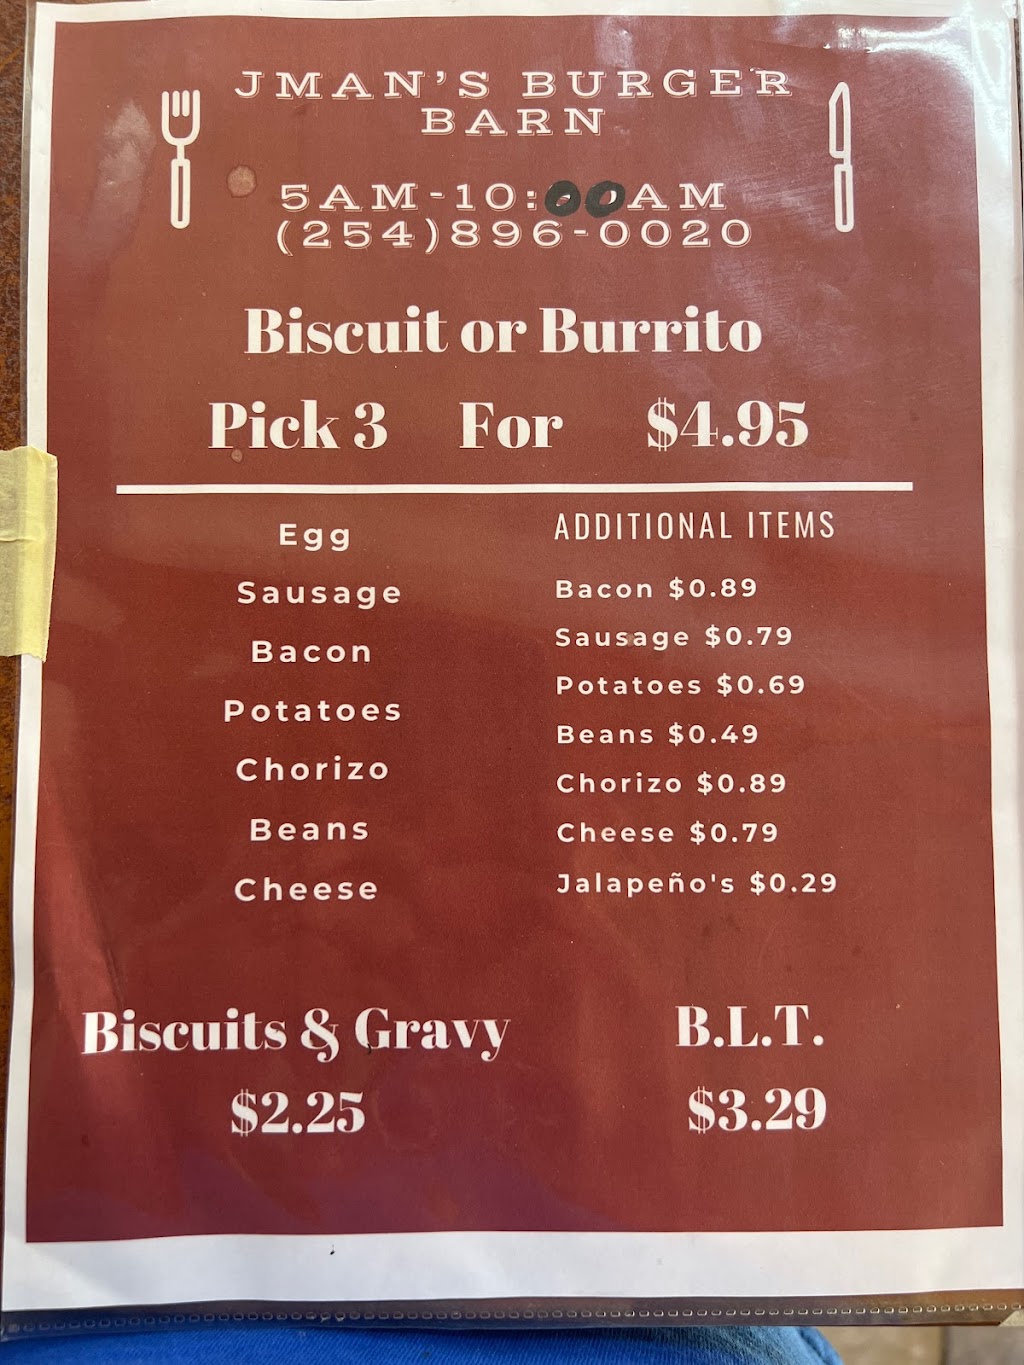 JMAN'S BURGER
BARN
5AM-10:00AM
(254)896-0020
Biscuit or Burrito
Pick 3 For $4.95
Egg
Sausage
Bacon
Potatoes
Chorizo
Beans
Cheese
ADDITIONAL ITEMS
Bacon $0.89
Sausage $0.79
Potatoes $0.69
Beans $0.49
Chorizo $0.89
Cheese $0.79
Jalapeño's $0.29
Biscuits & Gravy
$2.25
B.L.T.
$3.29